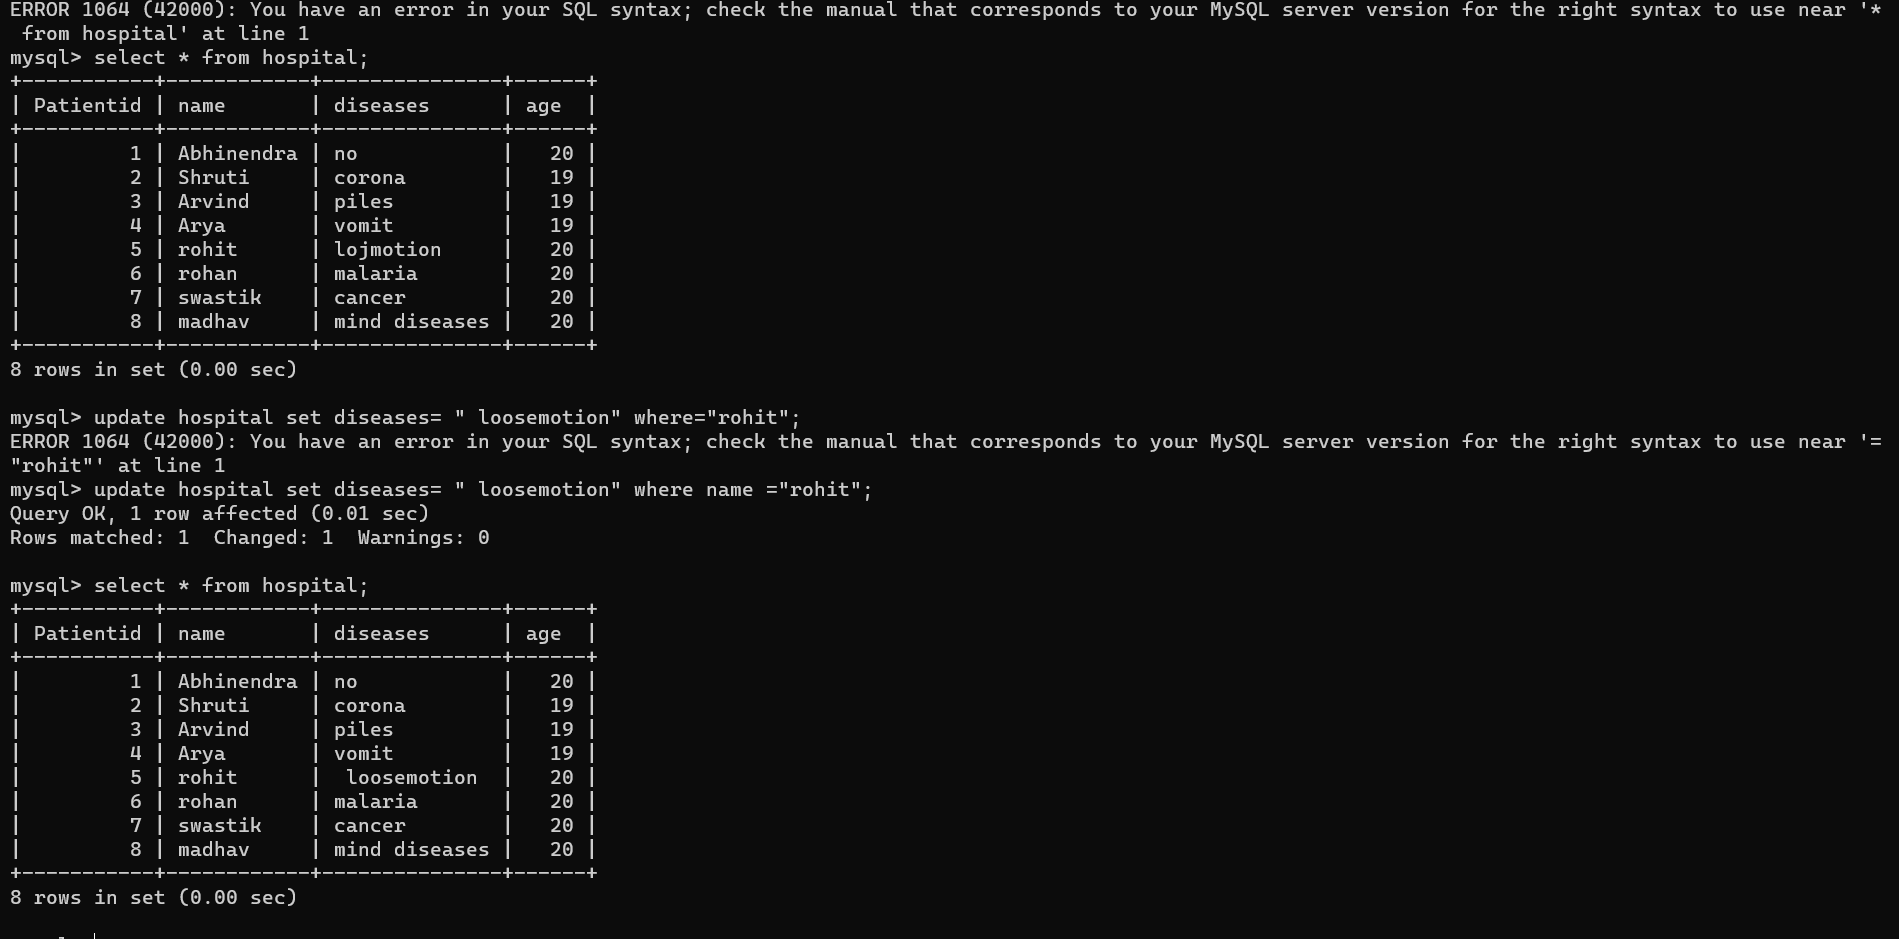 ERROR 1064 (42000): You have an error in your SQL syntax; check the manual that corresponds to your MySQL server version for the right syntax to use near '*
 from hospital' at line 1
mysql> select * from hospital;
+-----------+------------+---------------+------+
| Patientid | name       | diseases      | age  |
+-----------+------------+---------------+------+
|         1 | Abhinendra | no            |   20 |
|         2 | Shruti     | corona        |   19 |
|         3 | Arvind     | piles         |   19 |
|         4 | Arya       | vomit         |   19 |
|         5 | rohit      | lojmotion     |   20 |
|         6 | rohan      | malaria       |   20 |
|         7 | swastik    | cancer        |   20 |
|         8 | madhav     | mind diseases |   20 |
+-----------+------------+---------------+------+
8 rows in set (0.00 sec)

mysql> update hospital set diseases= " loosemotion" where="rohit";
ERROR 1064 (42000): You have an error in your SQL syntax; check the manual that corresponds to your MySQL server version for the right syntax to use near '=
"rohit"' at line 1
mysql> update hospital set diseases= " loosemotion" where name ="rohit";
Query OK, 1 row affected (0.01 sec)
Rows matched: 1  Changed: 1  Warnings: 0

mysql> select * from hospital;
+-----------+------------+---------------+------+
| Patientid | name       | diseases      | age  |
+-----------+------------+---------------+------+
|         1 | Abhinendra | no            |   20 |
|         2 | Shruti     | corona        |   19 |
|         3 | Arvind     | piles         |   19 |
|         4 | Arya       | vomit         |   19 |
|         5 | rohit      |  loosemotion  |   20 |
|         6 | rohan      | malaria       |   20 |
|         7 | swastik    | cancer        |   20 |
|         8 | madhav     | mind diseases |   20 |
+-----------+------------+---------------+------+
8 rows in set (0.00 sec)